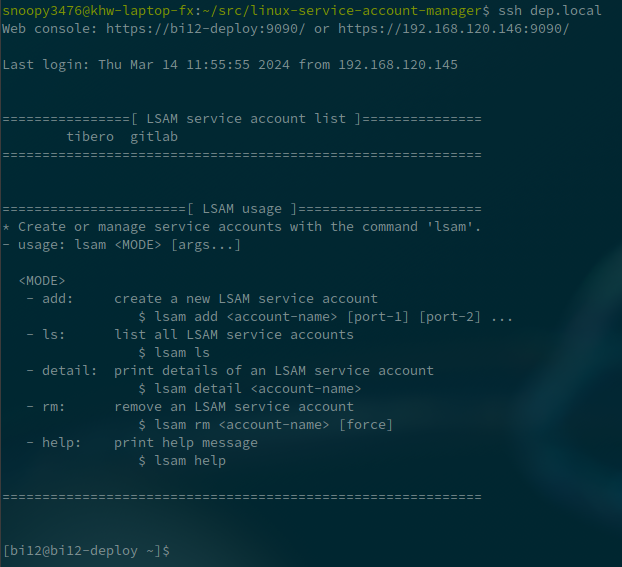 snoopy3476@khw-laptop-fx:~/src/linux-service-account-manager$ ssh dep.local
Web console: https://bi12-deploy:9090/ or https://192.168.120.146:9090/
Last login: Thu Mar 14 11:55:55 2024 from 192.168.120.145
================[ LSAM service account list ]===============
tibero  gitlab
============================================================
=======================[ LSAM usage ]=======================
* Create or manage service accounts with the command 'lsam'.
- usage: lsam <MODE> [args...]
<MODE>
- add:     create a new LSAM service account
$ lsam add <account-name> [port-1] [port-2] ...
- ls:      list all LSAM service accounts
$ lsam ls
- detail:  print details of an LSAM service account
$ lsam detail <account-name>
- rm:      remove an LSAM service account
$ lsam rm <account-name> [force]
- help:    print help message
$ lsam help
============================================================
[bi12@bi12-deploy ~]$